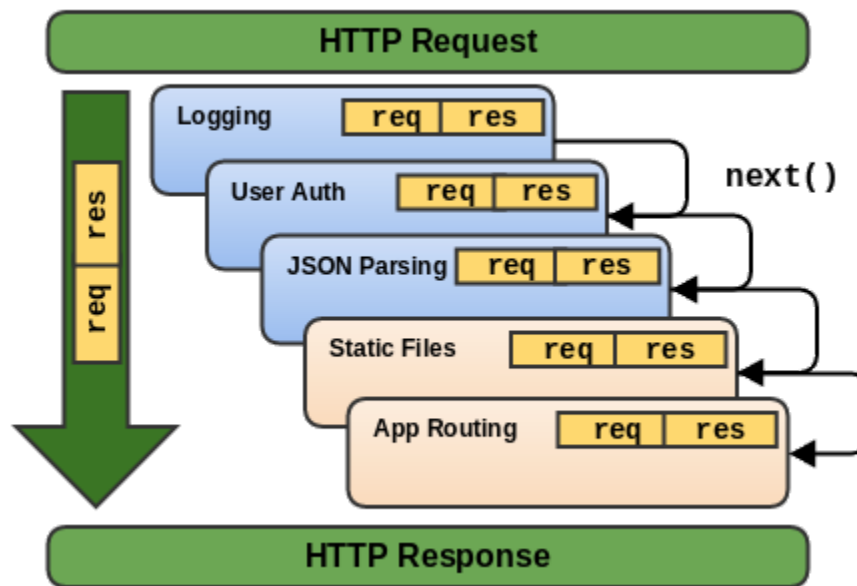 HTTP Request
Logging req res
next()
User Auth req res
JSON Parsing req res
Static Files req res
App Routing req res
res
req
HTTP Response